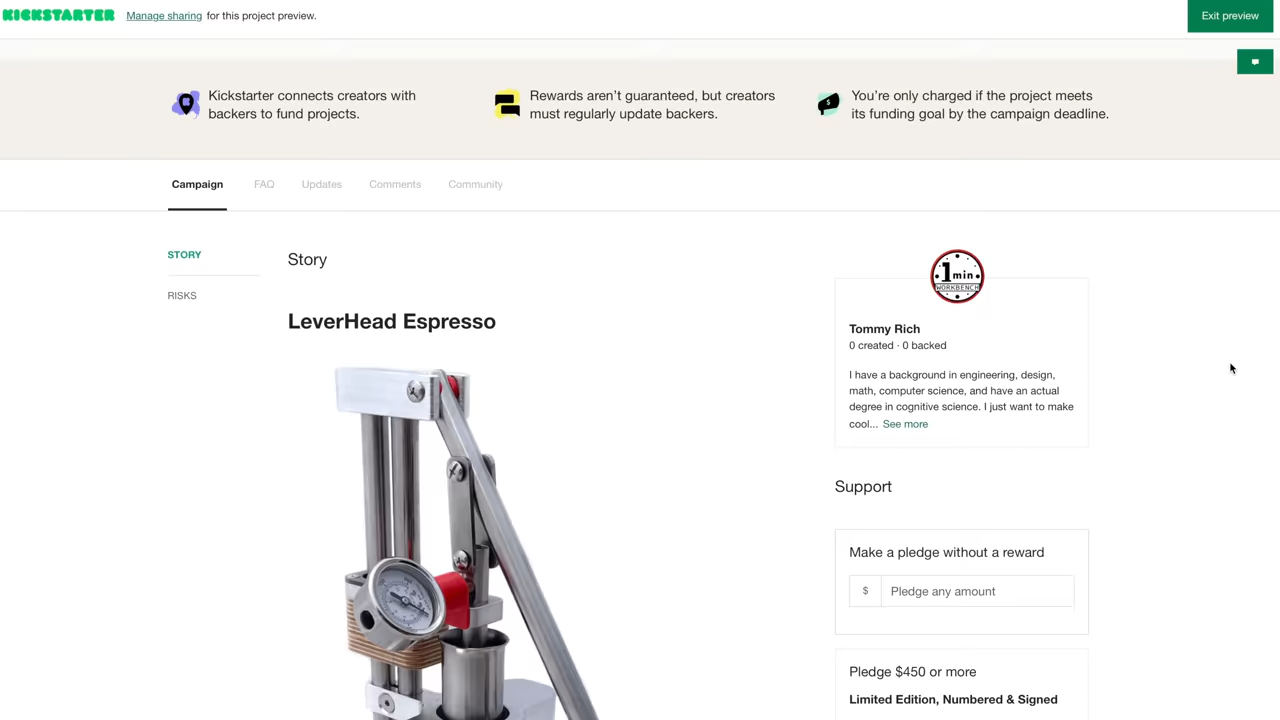 KICKSTARTER
Manage sharing for this project preview.
Exit preview
Kickstarter connects creators with
backers to fund projects.
Rewards aren’t guaranteed, but creators
must regularly update backers.
You’re only charged if the project meets
its funding goal by the campaign deadline.
Campaign
FAQ
Updates
Comments
Community
STORY
RISKS
Story
LeverHead Espresso
1min
WORKBENCH
Tommy Rich
0 created · 0 backed
I have a background in engineering, design,
math, computer science, and have an actual
degree in cognitive science. I just want to make
cool... See more
Support
Make a pledge without a reward
$ Pledge any amount
Pledge $450 or more
Limited Edition, Numbered & Signed